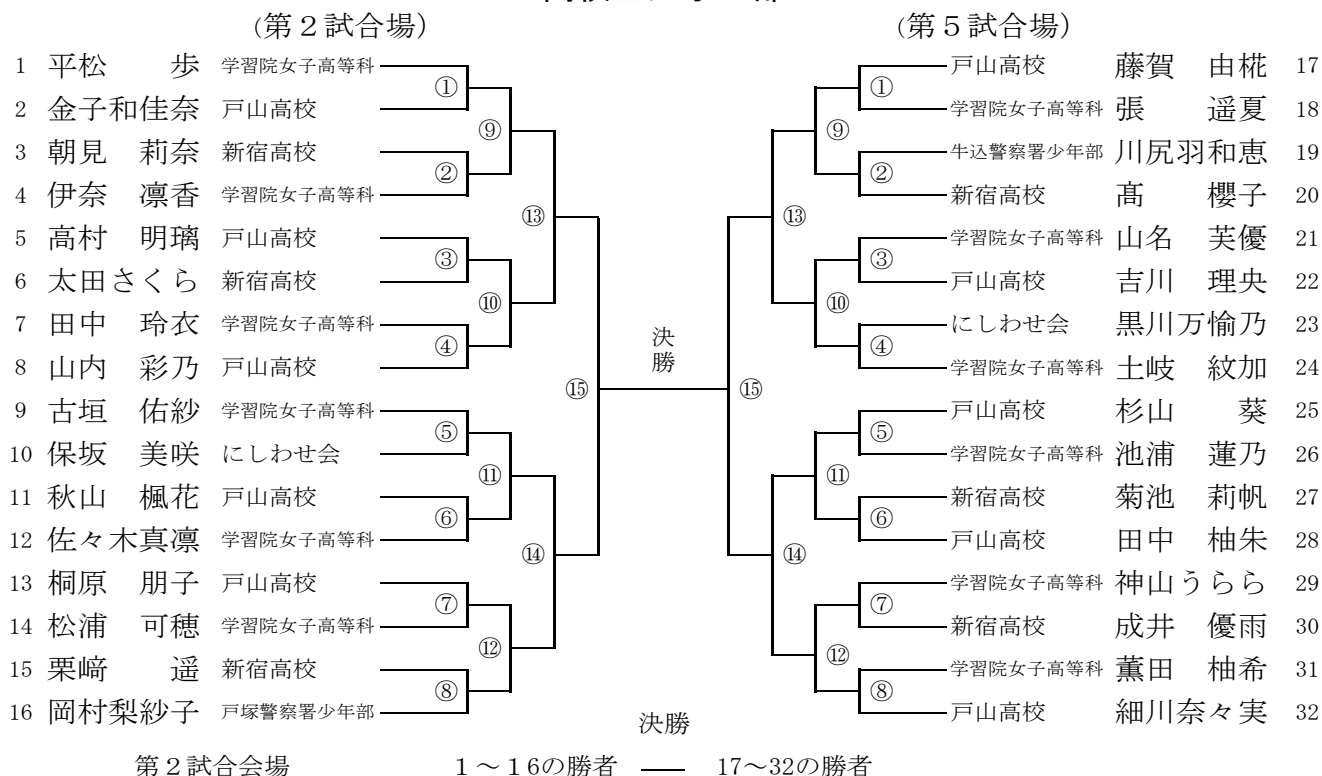 (第２試合場)　(第５試合場)
1 平松　歩 学習院女子高等科 ① 戸山高校 藤賀　由椛 17
2 金子和佳奈 戸山高校 ⑨ ⑨ 学習院女子高等科 張　遥夏 18
3 朝見　莉奈 新宿高校 ② 牛込警察署少年部 川尻羽和恵 19
4 伊奈　凛香 学習院女子高等科 ⑬ ⑬ 新宿高校 髙　櫻子 20
5 高村　明璃 戸山高校 ③ ③ 学習院女子高等科 山名　芙優 21
6 太田さくら 新宿高校 ⑩ ⑩ 戸山高校 吉川　理央 22
7 田中　玲衣 学習院女子高等科 ④ ④ にしわせ会 黒川万愉乃 23
8 山内　彩乃 戸山高校 ⑮ 決勝 ⑮ 学習院女子高等科 土岐　紋加 24
9 古垣　佑紗 学習院女子高等科 ⑤ ⑤ 戸山高校 杉山　葵 25
10 保坂　美咲 にしわせ会 ⑪ ⑪ 学習院女子高等科 池浦　蓮乃 26
11 秋山　楓花 戸山高校 ⑥ ⑥ 新宿高校 菊池　莉帆 27
12 佐々木真凛 学習院女子高等科 ⑭ ⑭ 戸山高校 田中　柚朱 28
13 桐原　朋子 戸山高校 ⑦ ⑦ 学習院女子高等科 神山うらら 29
14 松浦　可穂 学習院女子高等科 ⑫ ⑫ 新宿高校 成井　優雨 30
15 栗﨑　遥 新宿高校 ⑧ ⑧ 学習院女子高等科 薫田　柚希 31
16 岡村梨紗子 戸塚警察署少年部 戸山高校 細川奈々実 32
決勝
第２試合会場　１～１６の勝者 ― 17～32の勝者